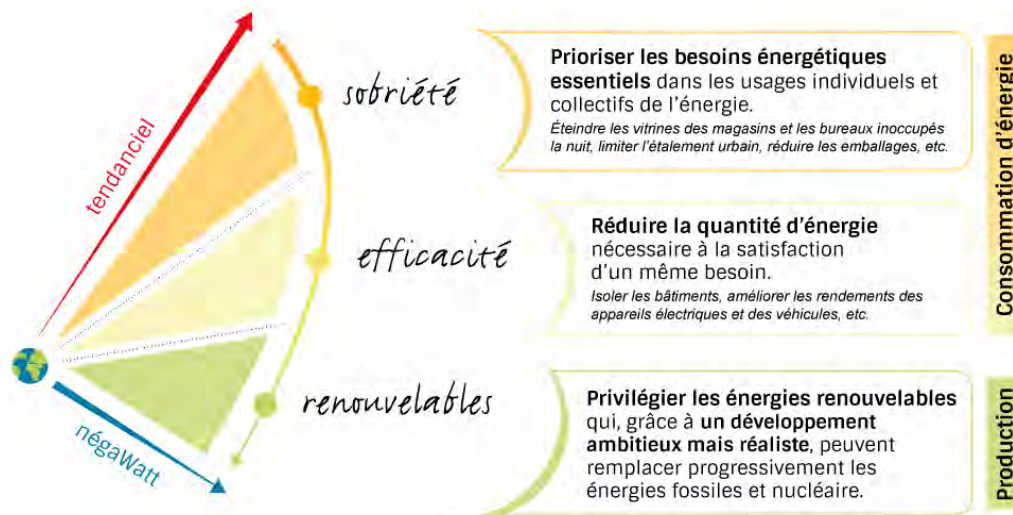 tendanciel
négaWatt
sobriété
Prioriser les besoins énergétiques
essentiels dans les usages individuels et
collectifs de l'énergie.
Éteindre les vitrines des magasins et les bureaux inoccupés
la nuit, limiter l'étalement urbain, réduire les emballages, etc.
efficacité
Réduire la quantité d'énergie
nécessaire à la satisfaction
d'un même besoin.
Isoler les bâtiments, améliorer les rendements des
appareils électriques et des véhicules, etc.
Consommation d'énergie
renouvelables
Privilégier les énergies renouvelables
qui, grâce à un développement
ambitieux mais réaliste, peuvent
remplacer progressivement les
énergies fossiles et nucléaire.
Production